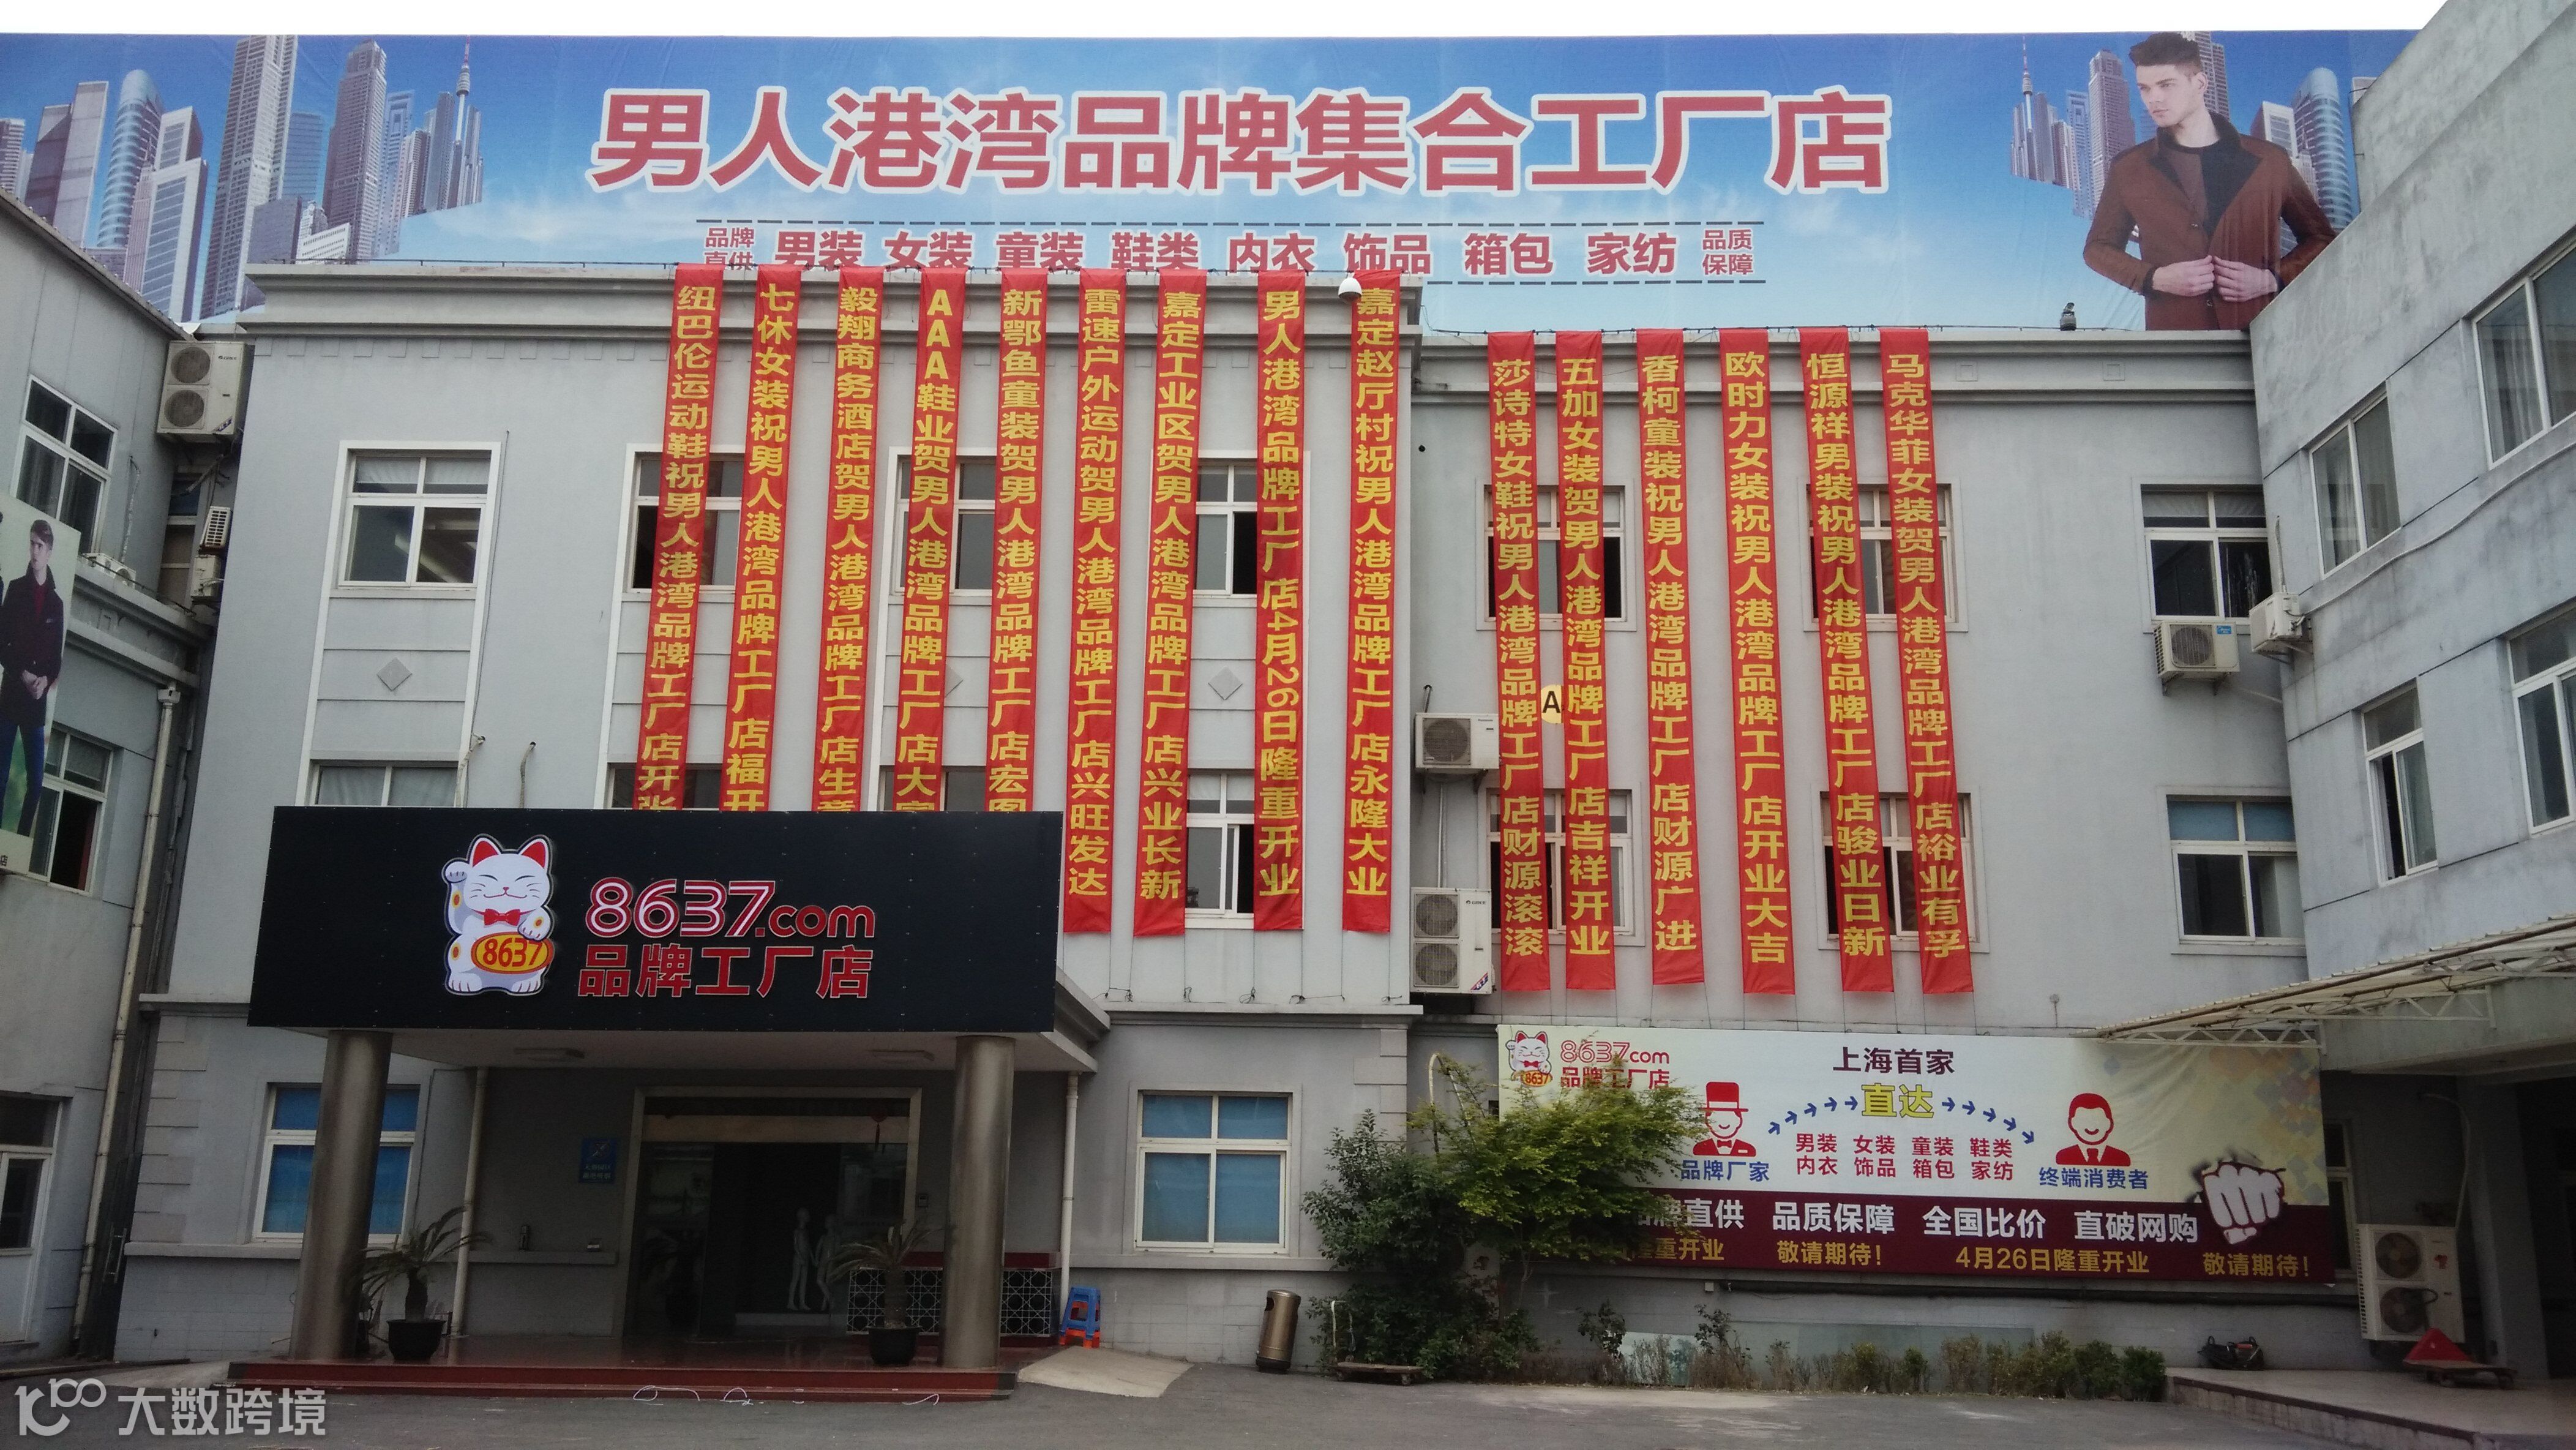 男人港湾品牌集合工厂店
品牌直供 男装 女装 童装 鞋类 内衣 饰品 箱包 家纺 品质保障
纽巴伦运动鞋祝男人港湾品牌工厂店开张
七休女装祝男人港湾品牌工厂店福开
毅翔商务酒店贺男人港湾品牌工厂店生意
AAA鞋业贺男人港湾品牌工厂店大富
新鄂鱼童装贺男人港湾品牌工厂店宏图
雷速户外运动贺男人港湾品牌工厂店兴旺发达
嘉定工业区贺男人港湾品牌工厂店兴业长新
男人港湾品牌工厂店4月26日隆重开业
嘉定赵厅村祝男人港湾品牌工厂店永隆大业
莎诗特女鞋祝男人港湾品牌工厂店财源滚滚
五加女装贺男人港湾品牌工厂店吉祥开业
香柯童装祝男人港湾品牌工厂店财源广进
欧时力女装祝男人港湾品牌工厂店开业大吉
恒源祥男装祝男人港湾品牌工厂店骏业日新
马克华菲女装贺男人港湾品牌工厂店裕业有孚
A
店
8637.com
品牌工厂店
8637
8637.com
品牌工厂店
8637
上海首家
直达
男装 女装 童装 鞋类
内衣 饰品 箱包 家纺
品牌厂家
终端消费者
品牌直供 品质保障 全国比价 直破网购
隆重开业 敬请期待! 4月26日隆重开业 敬请期待!
大数跨境